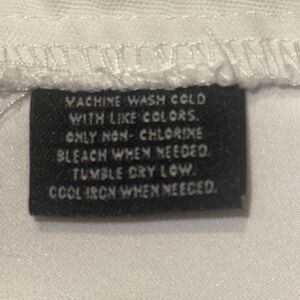 MACHINE WASH COLD
WITH LIKE COLORS.
ONLY NON- CHLORINE
BLEACH WHEN NEEDED.
TUMBLE DRY LOW.
COOL IRON WHEN NEEDED.